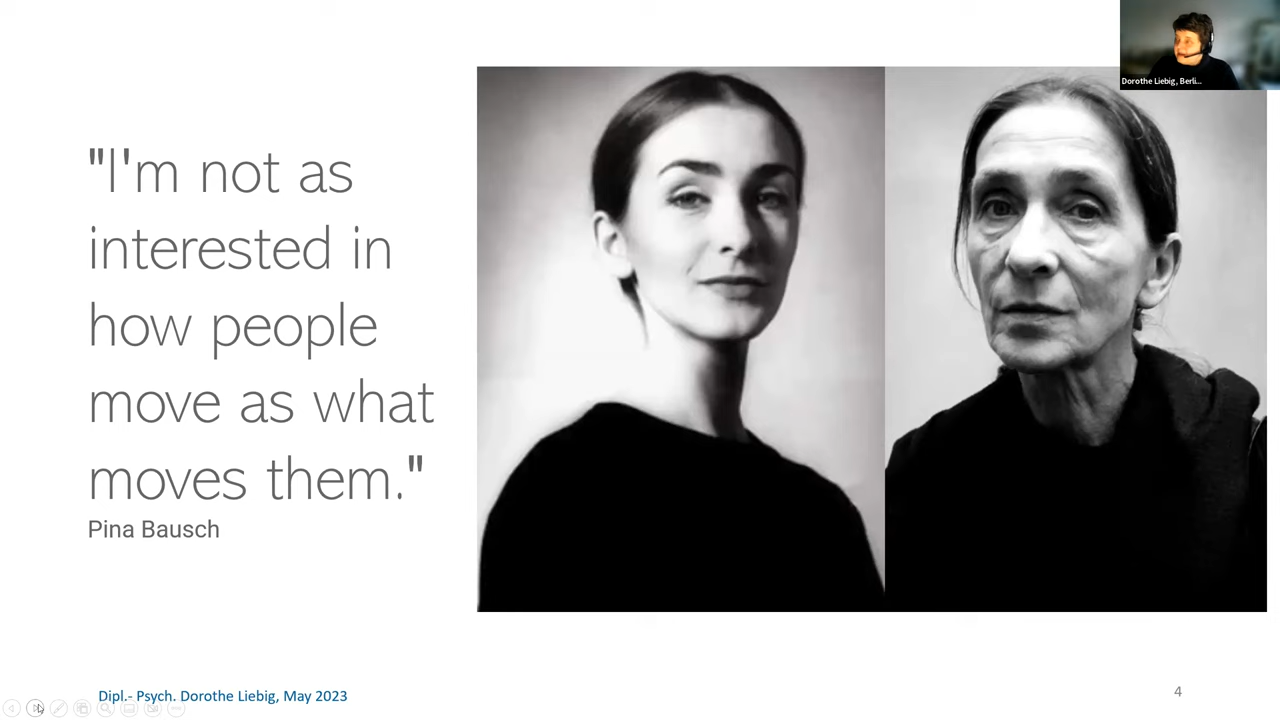 Dorothe Liebig, Berli...
"I'm not as
interested in
how people
move as what
moves them."
Pina Bausch
Dipl.- Psych. Dorothe Liebig, May 2023
4